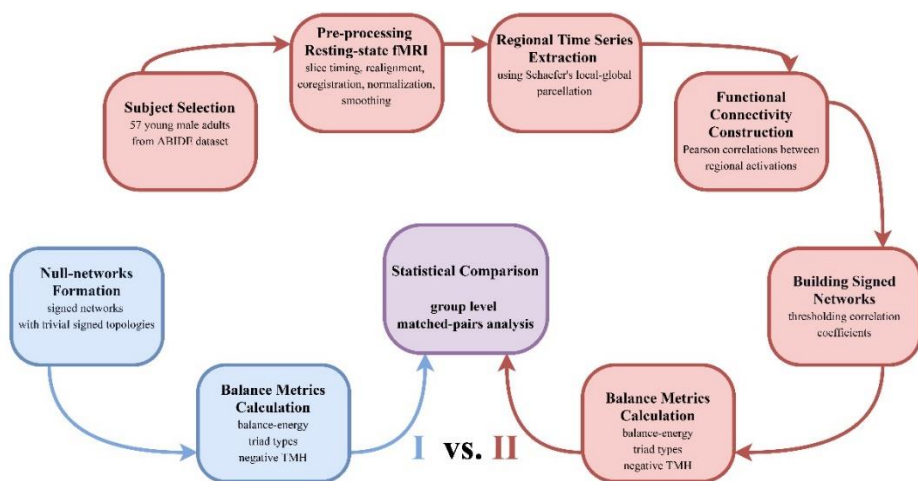 Subject Selection
57 young male adults
from ABIDE dataset
Pre-processing
Resting-state fMRI
slice timing, realignment,
coregistration, normalization,
smoothing
Regional Time Series
Extraction
using Schaefer's local-global
parcellation
Functional
Connectivity
Construction
Pearson correlations between
regional activations
Building Signed
Networks
thresholding correlation
coefficients
Balance Metrics
Calculation
balance-energy
triad types
negative TMH
Null-networks
Formation
signed networks
with trivial signed topologies
Balance Metrics
Calculation
balance-energy
triad types
negative TMH
Statistical Comparison
group level
matched-pairs analysis
I vs. II